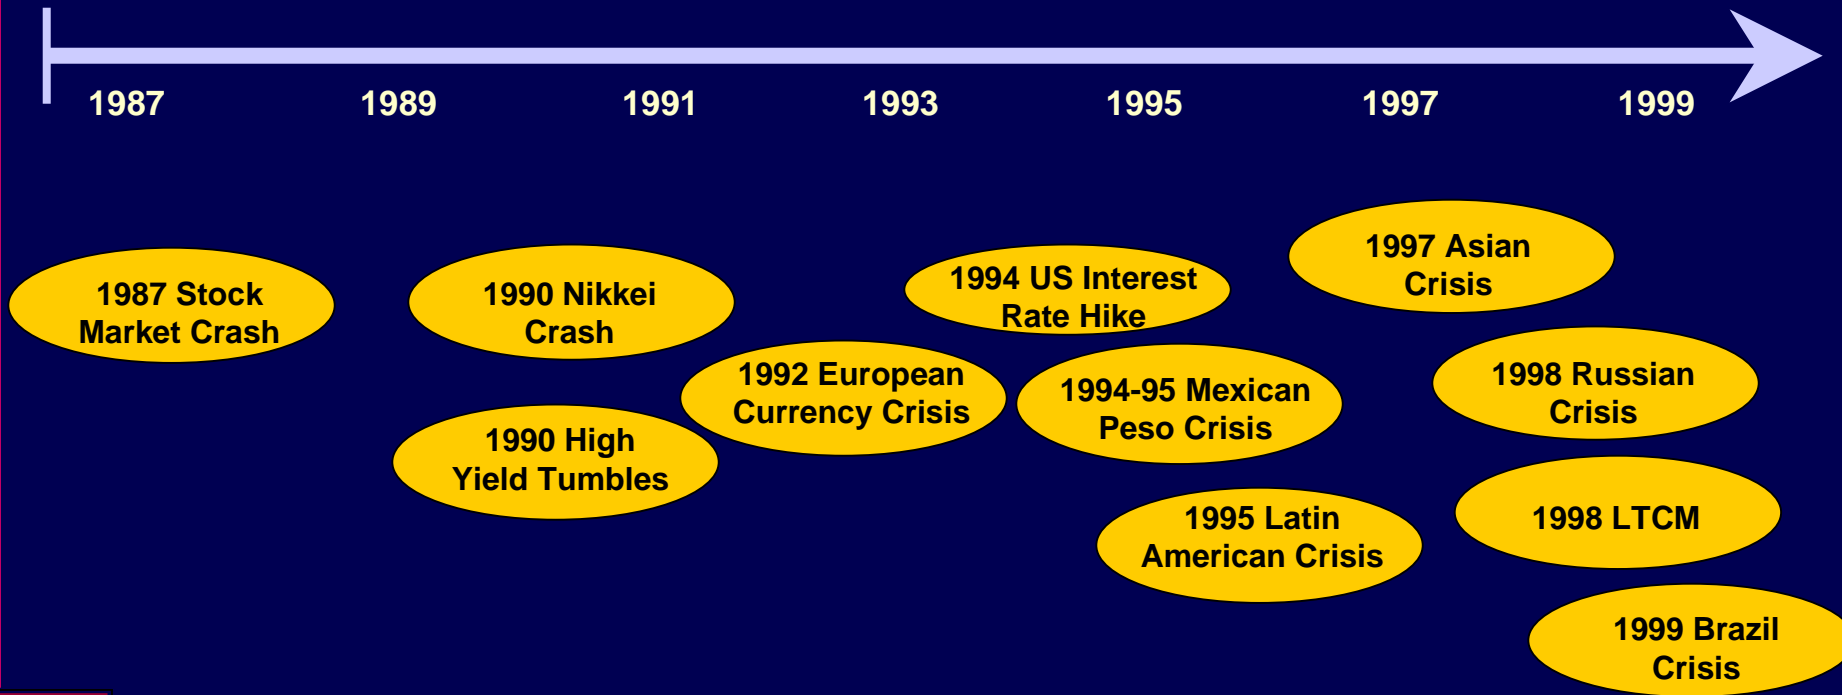 1987 1989 1991 1993 1995 1997 1999
1987 Stock
Market Crash
1990 Nikkei
Crash
1990 High
Yield Tumbles
1992 European
Currency Crisis
1994 US Interest
Rate Hike
1994-95 Mexican
Peso Crisis
1995 Latin
American Crisis
1997 Asian
Crisis
1998 Russian
Crisis
1998 LTCM
1999 Brazil
Crisis